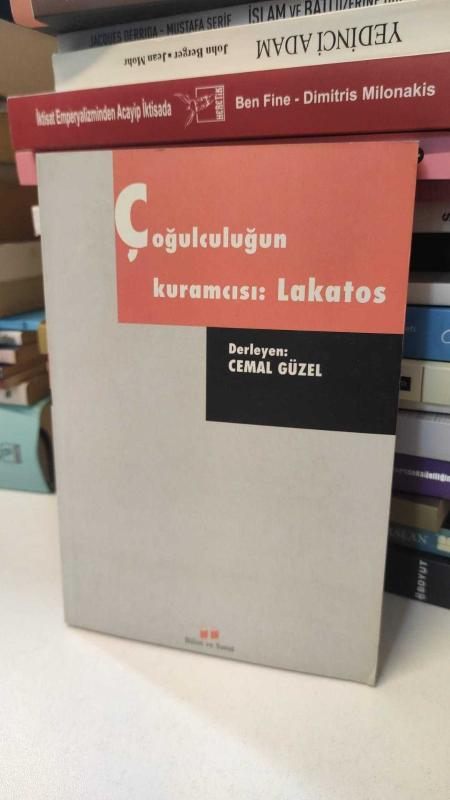 JACQUES DERRIDA - MUSTAFA ŞERİF
İSLAM VE BATI ÜZERİNE
YEDİNCİ ADAM
John Berger • Jean Mohr
İktisat Emperyalizminden Acayip İktisada
HERETİK
Ben Fine - Dimitris Milonakis
Çoğulculuğun
kuramcısı: Lakatos
Derleyen:
CEMAL GÜZEL
Bilim ve Sanat
BOYUT